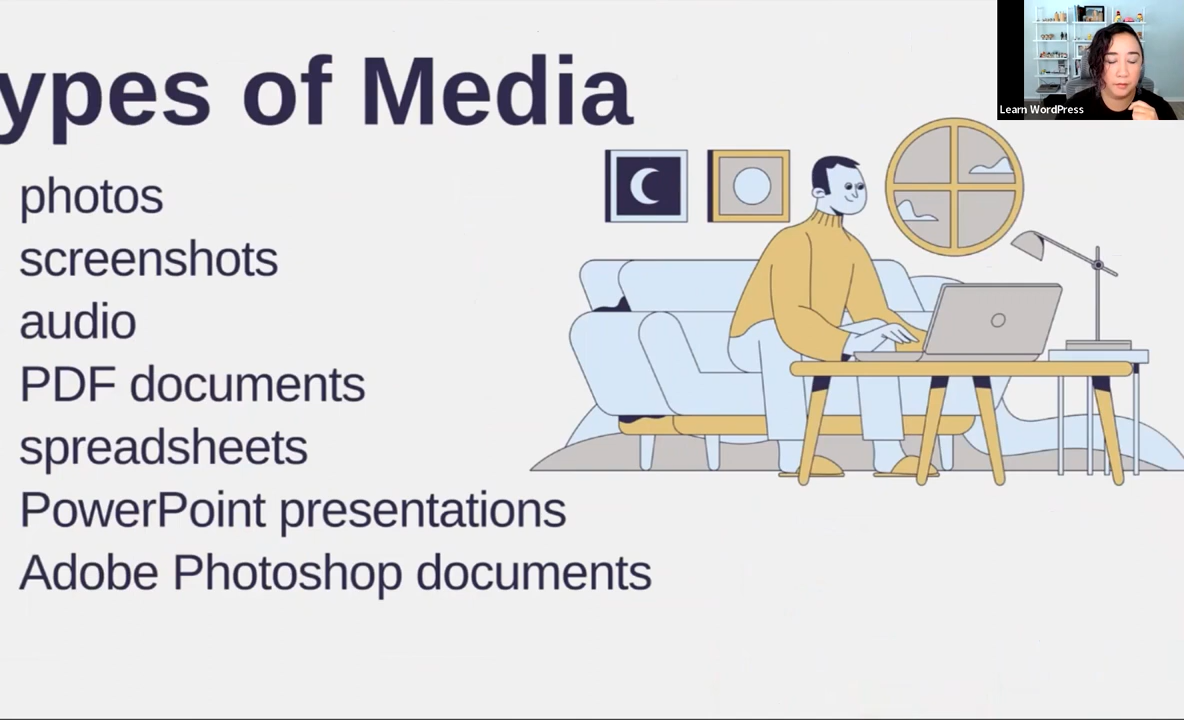 ypes of Media
Learn WordPress
photos
screenshots
audio
PDF documents
spreadsheets
PowerPoint presentations
Adobe Photoshop documents